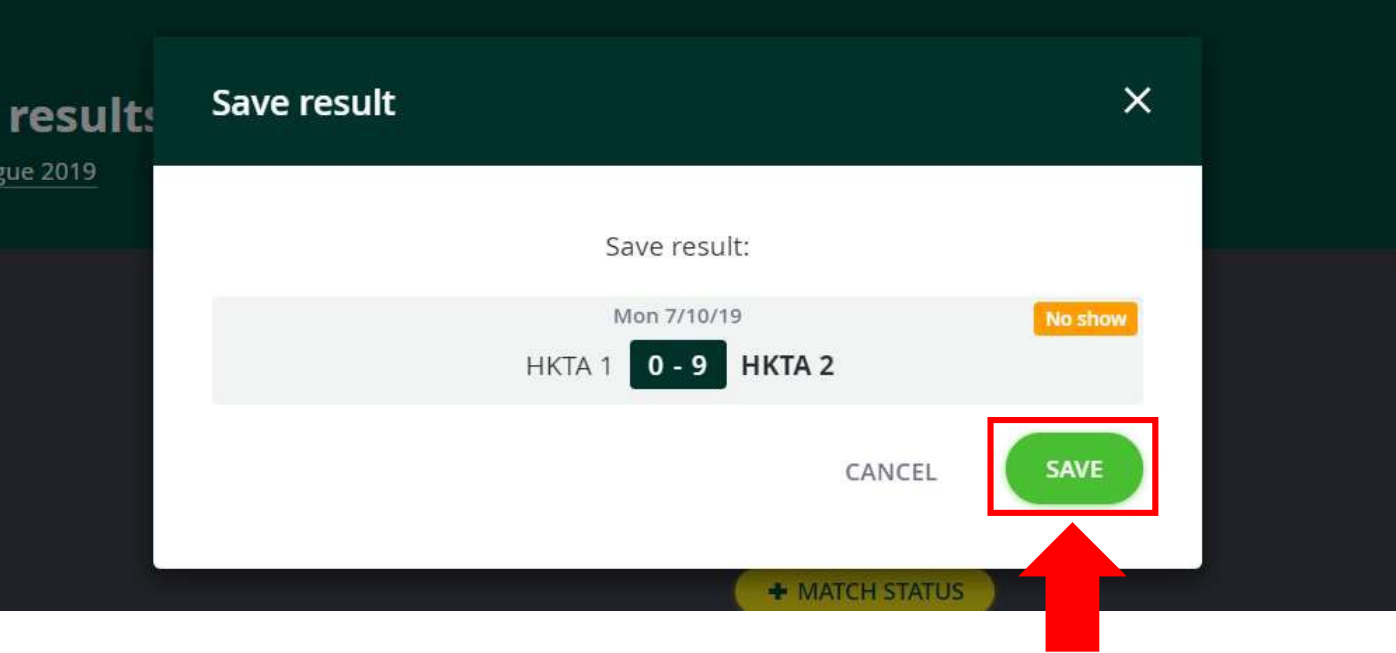 results
Save result
gue 2019
Save result:
Mon 7/10/19
No show
HKTA 1 0 - 9 HKTA 2
CANCEL
SAVE
+ MATCH STATUS